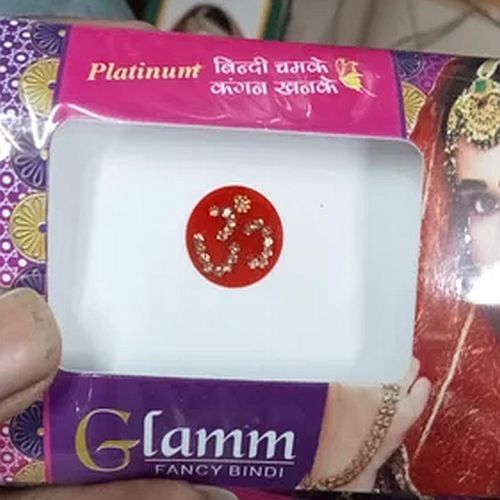 Platinum बिन्दी चमके
कंगन खनके
ॐ
Glamm
FANCY BINDI